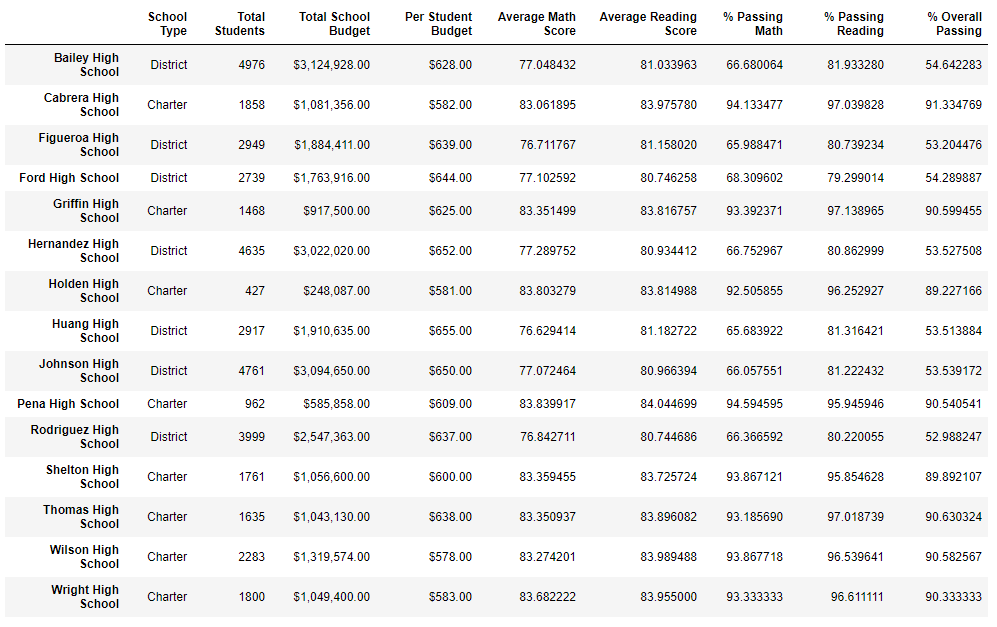 School Type Total Students Total School Budget Per Student Budget Average Math Score Average Reading Score % Passing Math % Passing Reading % Overall Passing
Bailey High School District 4976 $3,124,928.00 $628.00 77.048432 81.033963 66.680064 81.933280 54.642283
Cabrera High School Charter 1858 $1,081,356.00 $582.00 83.061895 83.975780 94.133477 97.039828 91.334769
Figueroa High School District 2949 $1,884,411.00 $639.00 76.711767 81.158020 65.988471 80.739234 53.204476
Ford High School District 2739 $1,763,916.00 $644.00 77.102592 80.746258 68.309602 79.299014 54.289887
Griffin High School Charter 1468 $917,500.00 $625.00 83.351499 83.816757 93.392371 97.138965 90.599455
Hernandez High School District 4635 $3,022,020.00 $652.00 77.289752 80.934412 66.752967 80.862999 53.527508
Holden High School Charter 427 $248,087.00 $581.00 83.803279 83.814988 92.505855 96.252927 89.227166
Huang High School District 2917 $1,910,635.00 $655.00 76.629414 81.182722 65.683922 81.316421 53.513884
Johnson High School District 4761 $3,094,650.00 $650.00 77.072464 80.966394 66.057551 81.222432 53.539172
Pena High School Charter 962 $585,858.00 $609.00 83.839917 84.044699 94.594595 95.945946 90.540541
Rodriguez High School District 3999 $2,547,363.00 $637.00 76.842711 80.744686 66.366592 80.220055 52.988247
Shelton High School Charter 1761 $1,056,600.00 $600.00 83.359455 83.725724 93.867121 95.854628 89.892107
Thomas High School Charter 1635 $1,043,130.00 $638.00 83.350937 83.896082 93.185690 97.018739 90.630324
Wilson High School Charter 2283 $1,319,574.00 $578.00 83.274201 83.989488 93.867718 96.539641 90.582567
Wright High School Charter 1800 $1,049,400.00 $583.00 83.682222 83.955000 93.333333 96.611111 90.333333